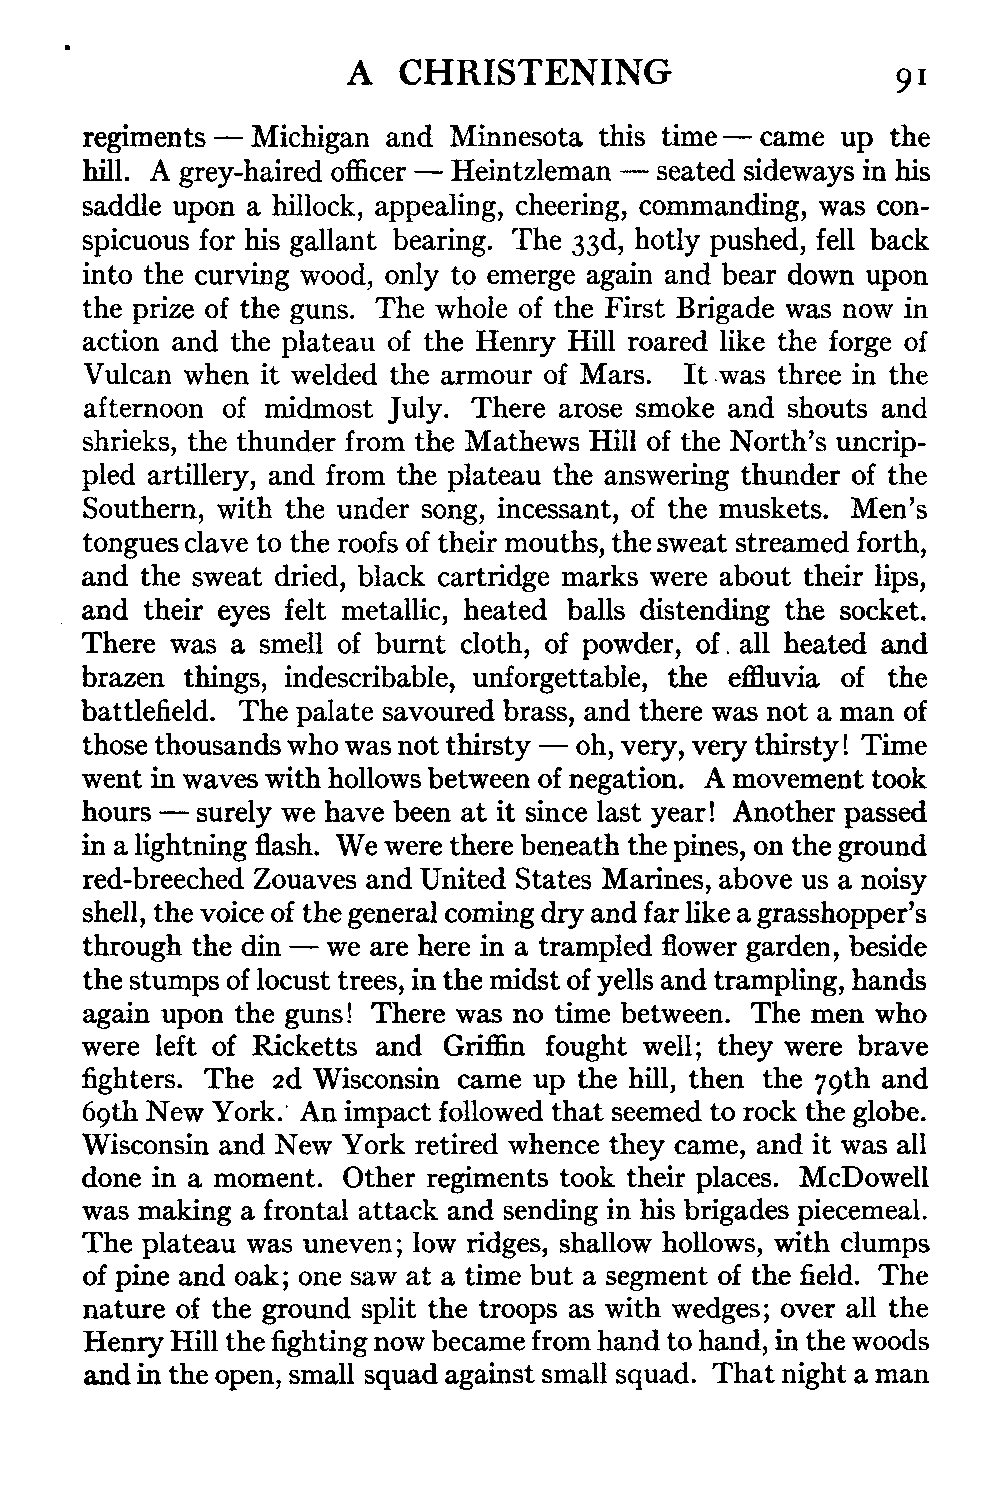 A CHRISTENING 91
regiments — Michigan and Minnesota this time — came up the
hill. A grey-haired officer — Heintzleman — seated sideways in his
saddle upon a hillock, appealing, cheering, commanding, was con-
spicuous for his gallant bearing. The 33d, hotly pushed, fell back
into the curving wood, only to emerge again and bear down upon
the prize of the guns. The whole of the First Brigade was now in
action and the plateau of the Henry Hill roared like the forge of
Vulcan when it welded the armour of Mars. It was three in the
afternoon of midmost July. There arose smoke and shouts and
shrieks, the thunder from the Mathews Hill of the North's uncrip-
pled artillery, and from the plateau the answering thunder of the
Southern, with the under song, incessant, of the muskets. Men's
tongues clave to the roofs of their mouths, the sweat streamed forth,
and the sweat dried, black cartridge marks were about their lips,
and their eyes felt metallic, heated balls distending the socket.
There was a smell of burnt cloth, of powder, of all heated and
brazen things, indescribable, unforgettable, the effluvia of the
battlefield. The palate savoured brass, and there was not a man of
those thousands who was not thirsty — oh, very, very thirsty! Time
went in waves with hollows between of negation. A movement took
hours — surely we have been at it since last year! Another passed
in a lightning flash. We were there beneath the pines, on the ground
red-breeched Zouaves and United States Marines, above us a noisy
shell, the voice of the general coming dry and far like a grasshopper's
through the din — we are here in a trampled flower garden, beside
the stumps of locust trees, in the midst of yells and trampling, hands
again upon the guns! There was no time between. The men who
were left of Ricketts and Griffin fought well; they were brave
fighters. The 2d Wisconsin came up the hill, then the 79th and
69th New York. An impact followed that seemed to rock the globe.
Wisconsin and New York retired whence they came, and it was all
done in a moment. Other regiments took their places. McDowell
was making a frontal attack and sending in his brigades piecemeal.
The plateau was uneven; low ridges, shallow hollows, with clumps
of pine and oak; one saw at a time but a segment of the field. The
nature of the ground split the troops as with wedges; over all the
Henry Hill the fighting now became from hand to hand, in the woods
and in the open, small squad against small squad. That night a man